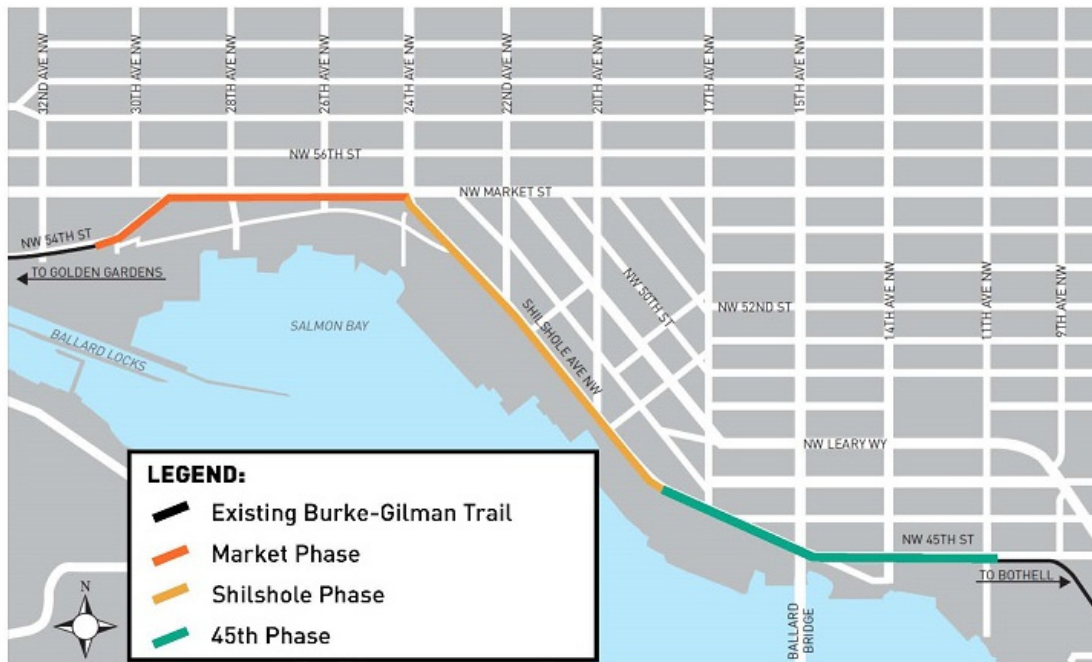 32ND AVE NW
30TH AVE NW
28TH AVE NW
26TH AVE NW
24TH AVE NW
22ND AVE NW
20TH AVE NW
17TH AVE NW
15TH AVE NW
NW 56TH ST
NW MARKET ST
NW 54TH ST
TO GOLDEN GARDENS
NW 50TH ST
NW 52ND ST
14TH AVE NW
11TH AVE NW
9TH AVE NW
SALMON BAY
SHILSHOLE AVE NW
BALLARD LOCKS
NW LEARY WY
NW 45TH ST
TO BOTHELL
BALLARD
BRIDGE
LEGEND:
Existing Burke-Gilman Trail
Market Phase
Shilshole Phase
45th Phase
N